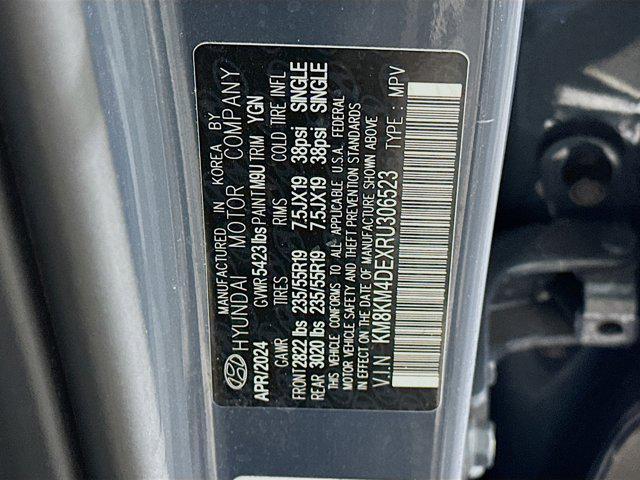 MANUFACTURED IN KOREA BY
HYUNDAI MOTOR COMPANY
APR/2024 GVWR 5423 lbs PAINT M9U TRIM YGN
GAWR TIRES RIMS COLD TIRE INFL
FRONT 2822 lbs 235/55R19 7.5JX19 38psi SINGLE
REAR 3020 lbs 235/55R19 7.5JX19 38psi SINGLE
THIS VEHICLE CONFORMS TO ALL APPLICABLE U.S.A. FEDERAL
MOTOR VEHICLE SAFETY AND THEFT PREVENTION STANDARDS
IN EFFECT ON THE DATE OF MANUFACTURE SHOWN ABOVE
V.I.N KM8KM4DEXRU306523 TYPE : MPV